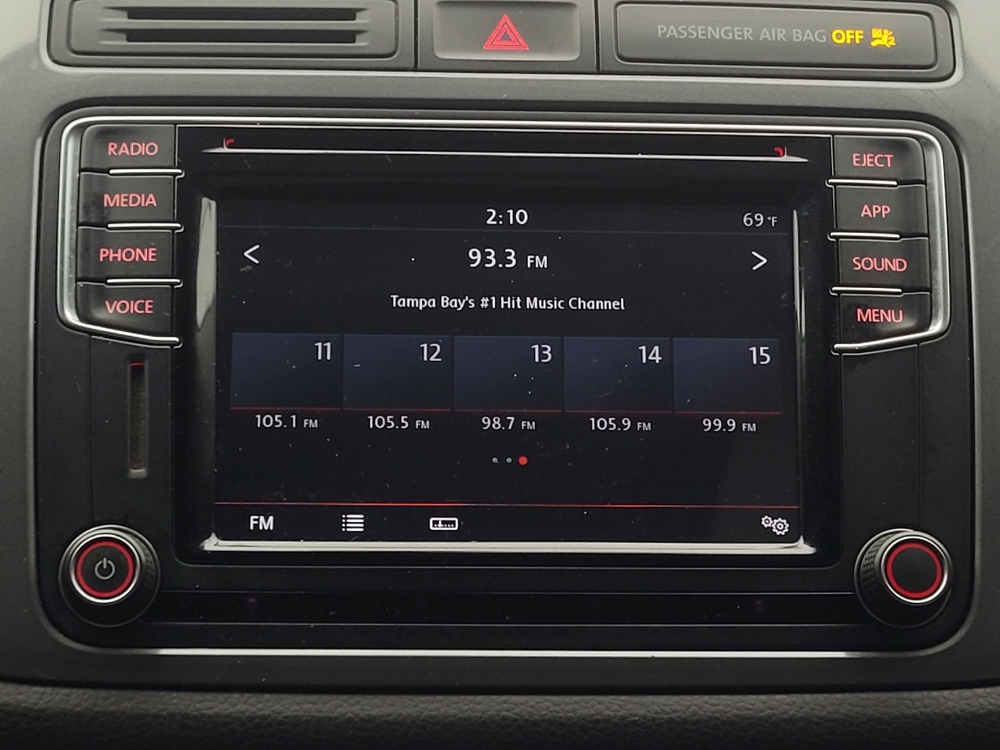 PASSENGER AIR BAG OFF
RADIO
MEDIA
PHONE
VOICE
EJECT
APP
SOUND
MENU
2:10
69 °F
< 93.3 FM >
Tampa Bay's #1 Hit Music Channel
11 12 13 14 15
105.1 FM 105.5 FM 98.7 FM 105.9 FM 99.9 FM
FM